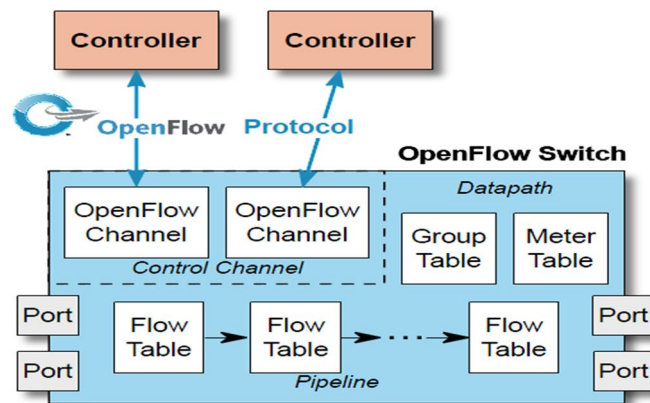 Controller
Controller
OpenFlow Protocol
OpenFlow Switch
Datapath
OpenFlow
Channel
OpenFlow
Channel
Control Channel
Group
Table
Meter
Table
Port
Port
Flow
Table
Flow
Table
Flow
Table
Port
Port
Pipeline